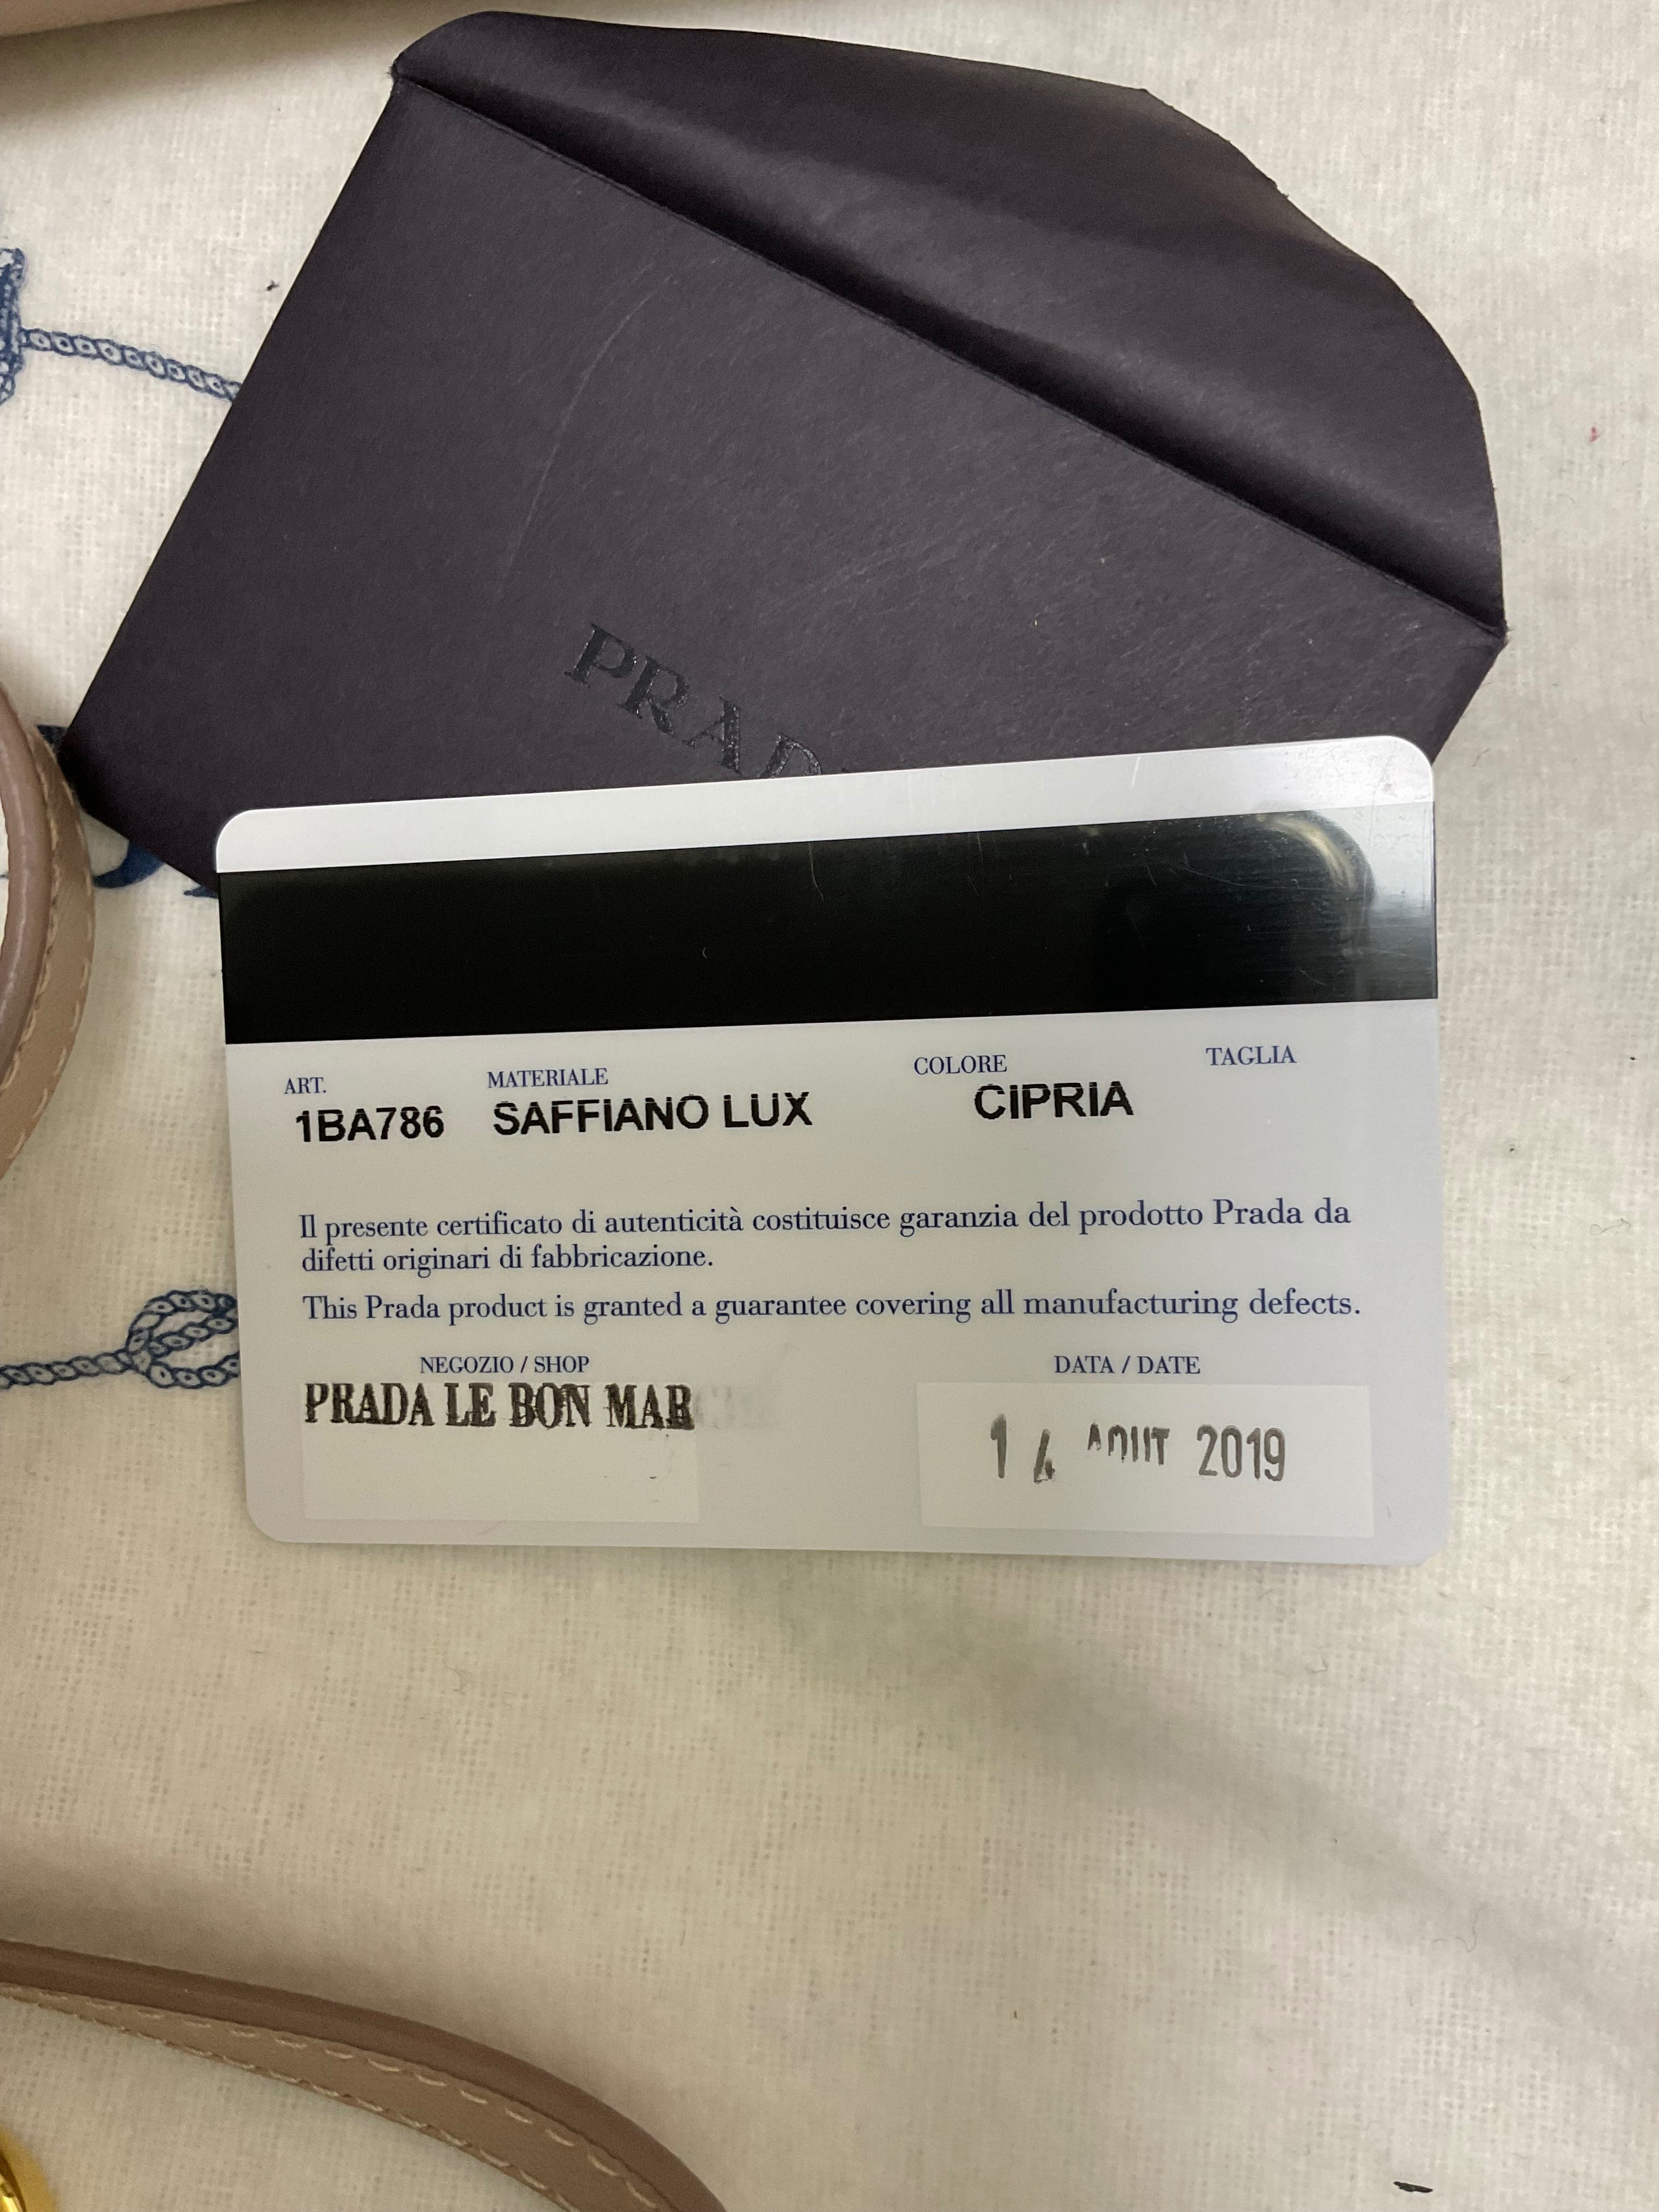 PRAD
ART. MATERIALE COLORE TAGLIA
1BA786 SAFFIANO LUX CIPRIA
Il presente certificato di autenticità costituisce garanzia del prodotto Prada da
difetti originari di fabbricazione.
This Prada product is granted a guarantee covering all manufacturing defects.
NEGOZIO / SHOP DATA / DATE
PRADA LE BON MAR
14 AOUT 2019